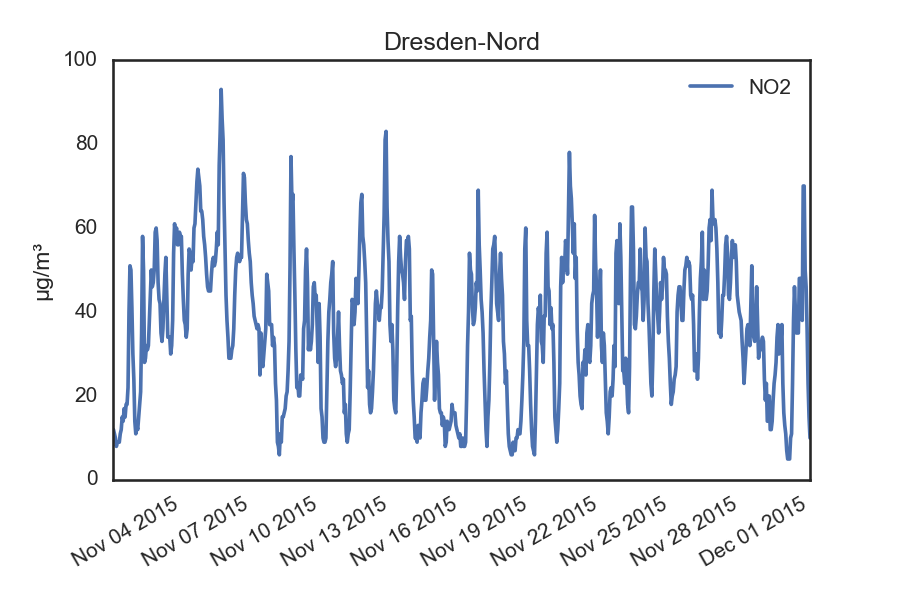 Dresden-Nord
100
80
60
40
20
0
µg/m³
NO2
Nov 04 2015
Nov 07 2015
Nov 10 2015
Nov 13 2015
Nov 16 2015
Nov 19 2015
Nov 22 2015
Nov 25 2015
Nov 28 2015
Dec 01 2015